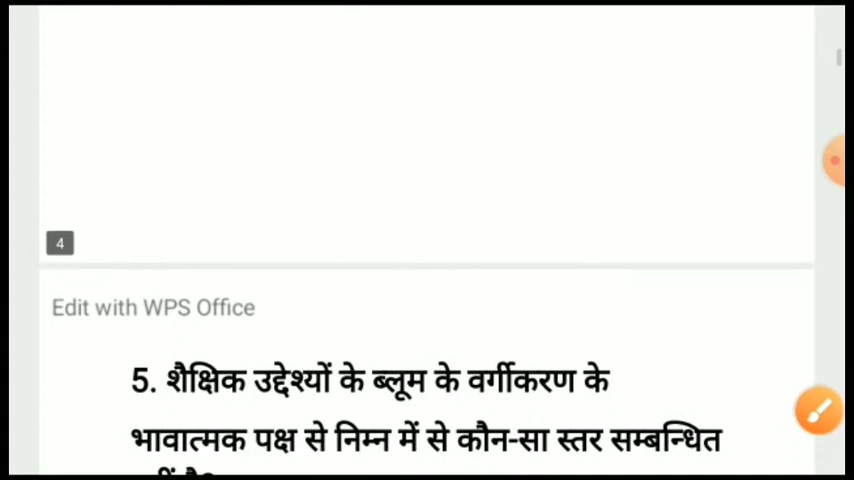 4
Edit with WPS Office
5. शैक्षिक उद्देश्यों के ब्लूम के वर्गीकरण के
भावात्मक पक्ष से निम्न में से कौन-सा स्तर सम्बन्धित